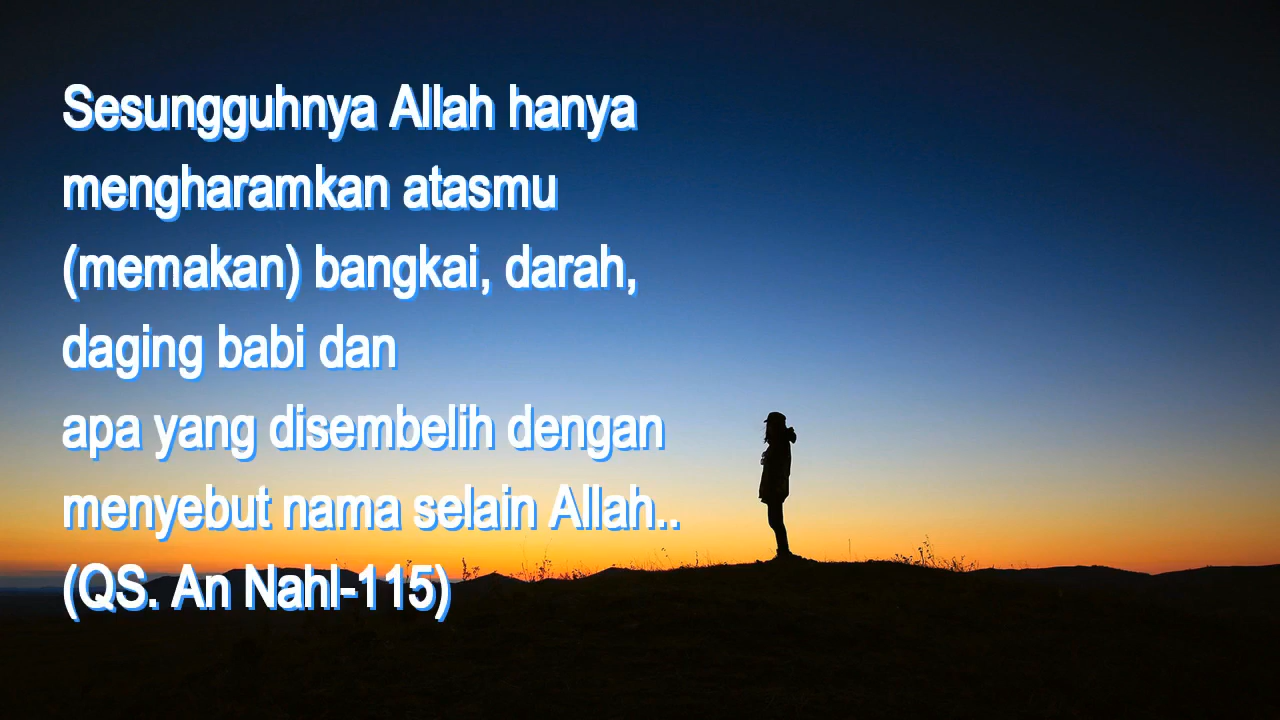 Sesungguhnya Allah hanya
mengharamkan atasmu
(memakan) bangkai, darah,
daging babi dan
apa yang disembelih dengan
menyebut nama selain Allah..
(QS. An Nahl-115)